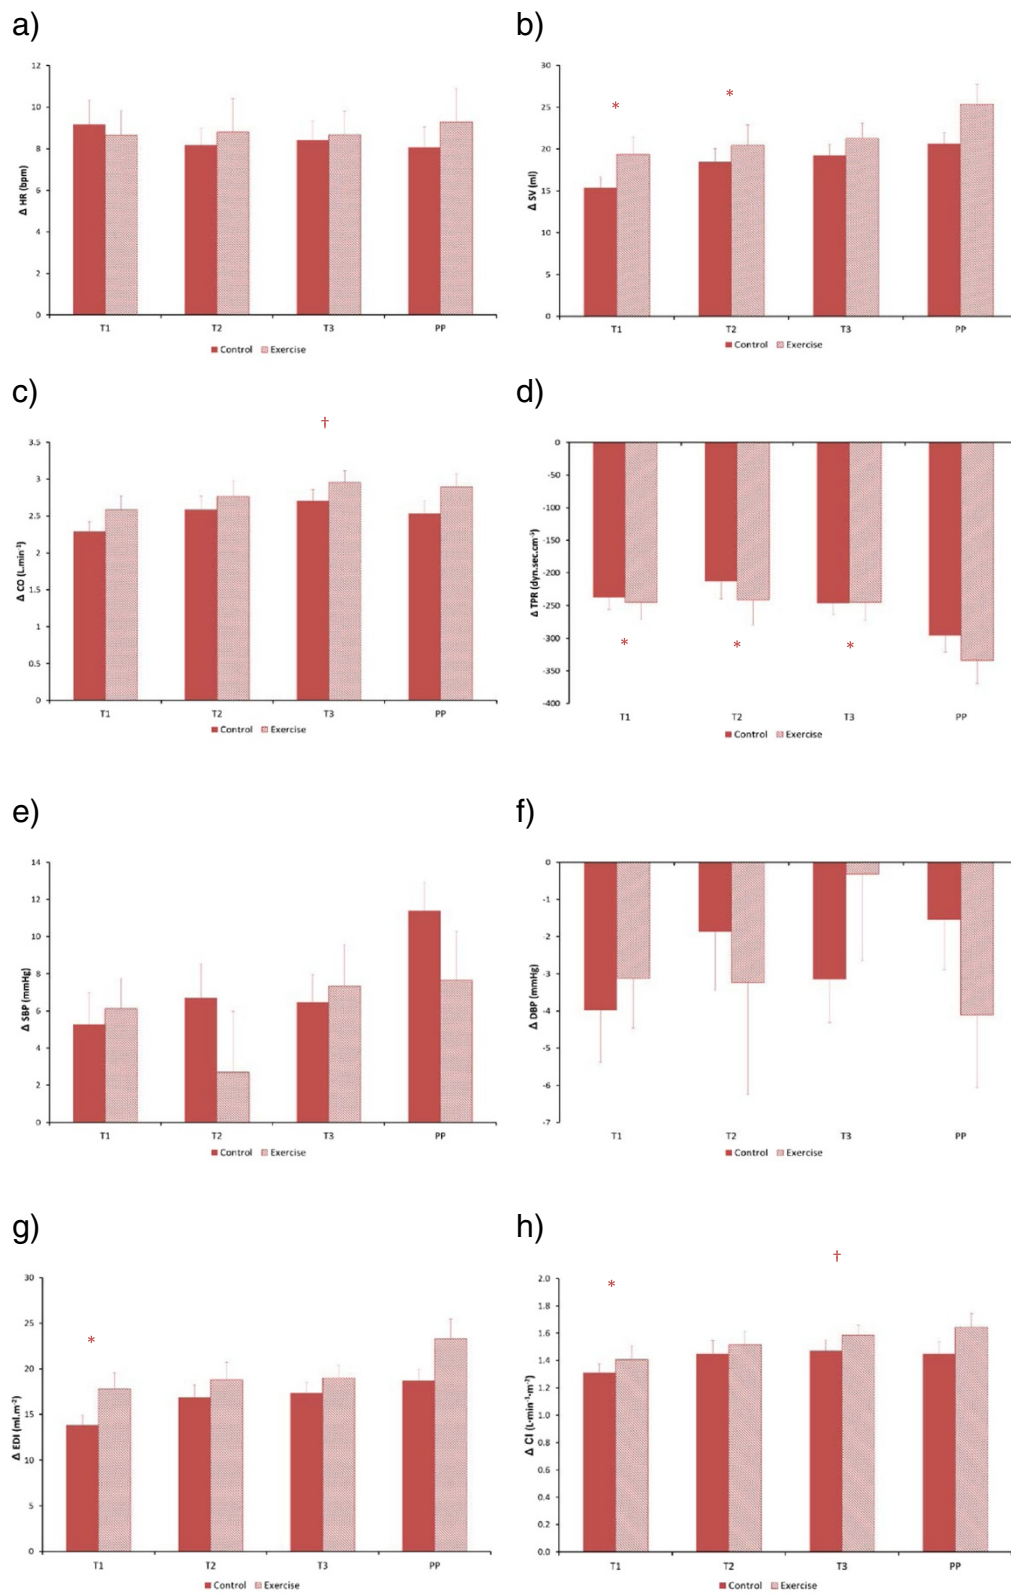 a)
12
10
8
6
4
2
0
Δ HR (bpm)
T1 T2 T3 PP
Control Exercise
b)
*
*
30
25
20
15
10
5
0
Δ SV (ml)
T1 T2 T3 PP
Control Exercise
c)
†
3.5
3
2.5
2
1.5
1
0.5
0
Δ CO (L.min⁻¹)
T1 T2 T3 PP
Control Exercise
d)
0
-50
-100
-150
-200
-250
-300
-350
-400
Δ TPR (dyn.sec.cm⁻⁵)
* * *
T1 T2 T3 PP
Control Exercise
e)
14
12
10
8
6
4
2
0
Δ SBP (mmHg)
T1 T2 T3 PP
Control Exercise
f)
0
-1
-2
-3
-4
-5
-6
-7
Δ DBP (mmHg)
T1 T2 T3 PP
Control Exercise
g)
*
30
25
20
15
10
5
0
Δ EDI (ml.m⁻²)
T1 T2 T3 PP
Control Exercise
h)
†
*
2.0
1.8
1.6
1.4
1.2
1.0
0.8
0.6
0.4
0.2
0.0
Δ CI (L·min⁻¹·m⁻²)
T1 T2 T3 PP
Control Exercise